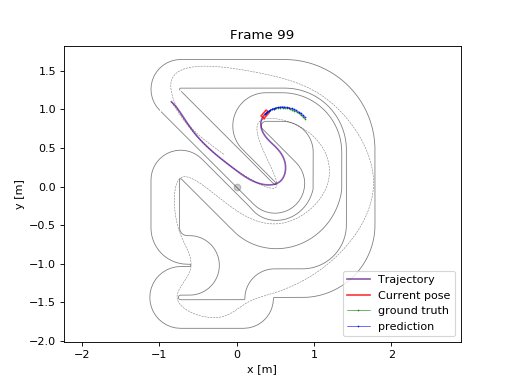 Frame 99
1.5
1.0
0.5
0.0
−0.5
−1.0
−1.5
−2.0
y [m]
−2
−1
0
1
2
x [m]
Trajectory
Current pose
ground truth
prediction